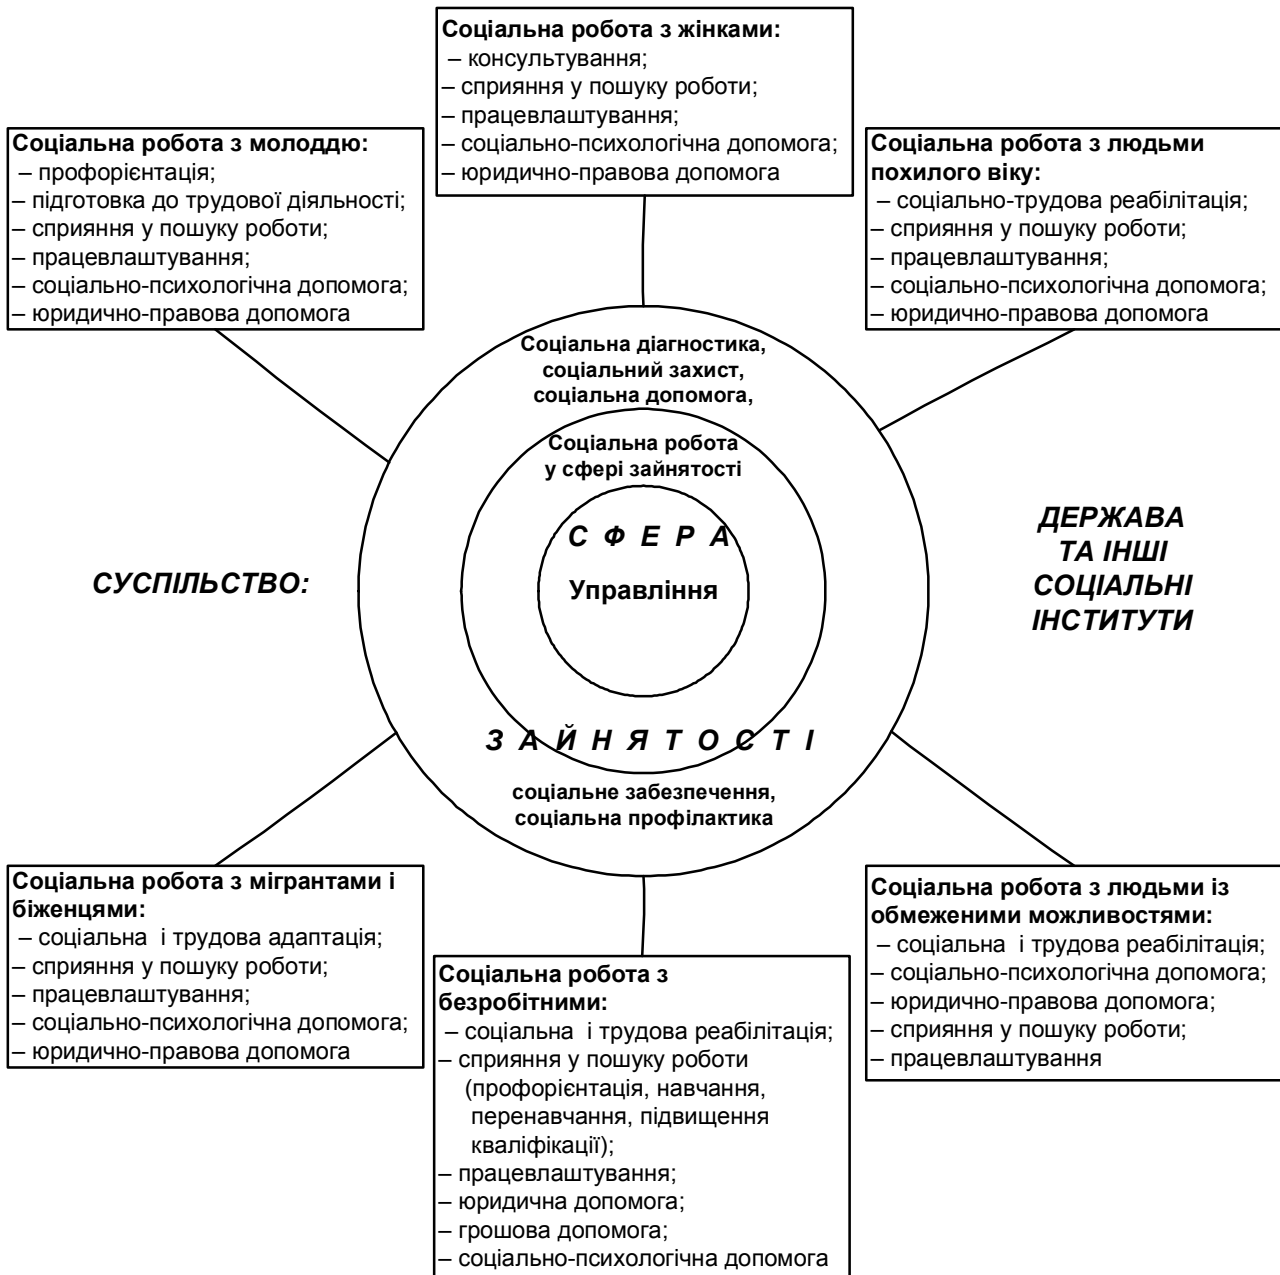 Соціальна робота з жінками:
– консультування;
– сприяння у пошуку роботи;
– працевлаштування;
– соціально-психологічна допомога;
– юридично-правова допомога
Соціальна робота з молоддю:
– профорієнтація;
– підготовка до трудової діяльності;
– сприяння у пошуку роботи;
– працевлаштування;
– соціально-психологічна допомога;
– юридично-правова допомога
Соціальна робота з людьми
похилого віку:
– соціально-трудова реабілітація;
– сприяння у пошуку роботи;
– працевлаштування;
– соціально-психологічна допомога;
– юридично-правова допомога
Соціальна діагностика,
соціальний захист,
соціальна допомога,
Соціальна робота
у сфері зайнятості
С Ф Е Р А
Управління
СУСПІЛЬСТВО:
ДЕРЖАВА
ТА ІНШІ
СОЦІАЛЬНІ
ІНСТИТУТИ
З А Й Н Я Т О С Т І
соціальне забезпечення,
соціальна профілактика
Соціальна робота з мігрантами і
біженцями:
– соціальна і трудова адаптація;
– сприяння у пошуку роботи;
– працевлаштування;
– соціально-психологічна допомога;
– юридично-правова допомога
Соціальна робота з
безробітними:
– соціальна і трудова реабілітація;
– сприяння у пошуку роботи
(профорієнтація, навчання,
перенавчання, підвищення
кваліфікації);
– працевлаштування;
– юридична допомога;
– грошова допомога;
– соціально-психологічна допомога
Соціальна робота з людьми із
обмеженими можливостями:
– соціальна і трудова реабілітація;
– соціально-психологічна допомога;
– юридично-правова допомога;
– сприяння у пошуку роботи;
– працевлаштування